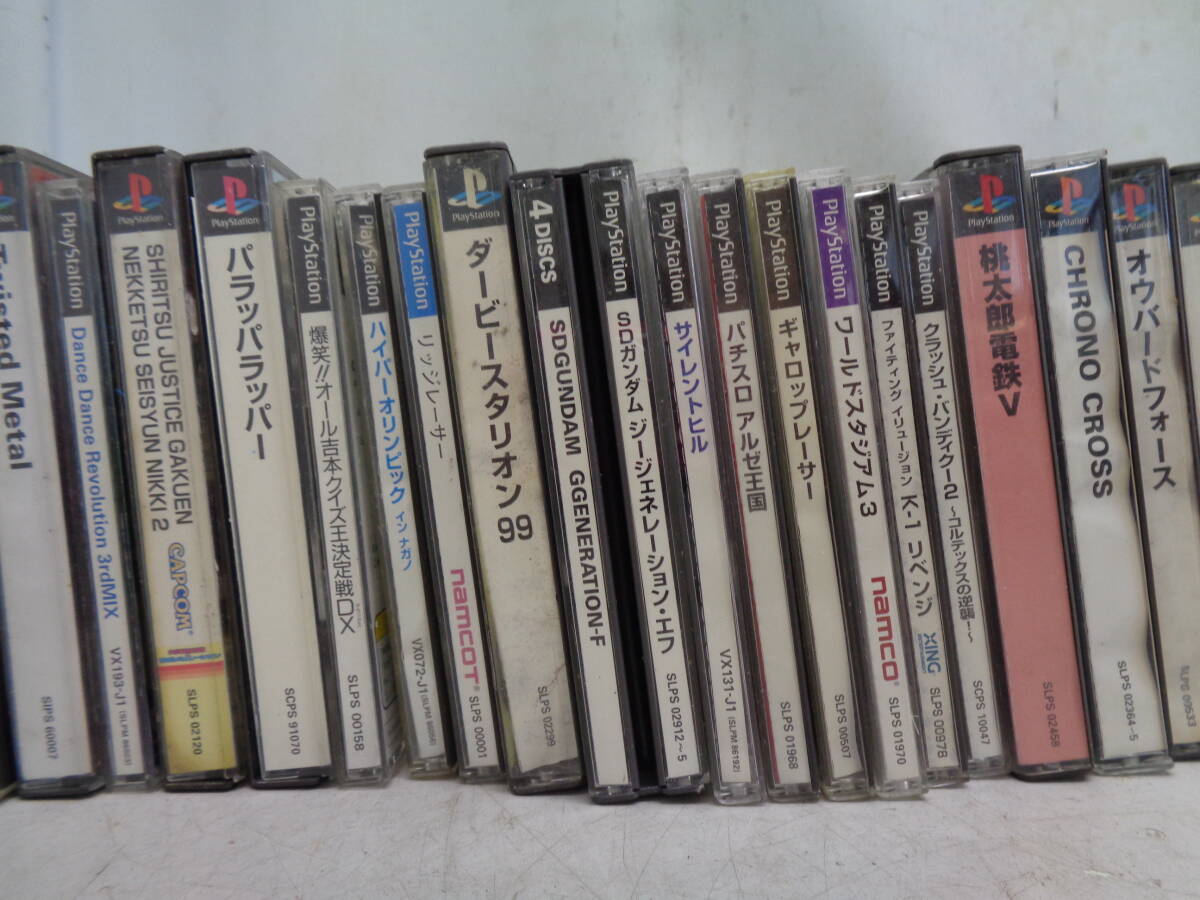 Twisted Metal
SIPS 60007
PlayStation
Dance Dance Revolution 3rdMIX
VX193-J1
PlayStation
SHIRITSU JUSTICE GAKUEN
NEKKETSU SEISYUN NIKKI 2
CAPCOM
SLPS 02120
PlayStation
パラッパラッパー
SCPS 91070
PlayStation
爆笑!!オール吉本クイズ王決定戦DX
SLPS 00158
PlayStation
ハイパーオリンピック イン ナガノ
VX072-J1
PlayStation
リッジレーサー
namcot
SLPS 00001
PlayStation
ダービースタリオン99
SLPS 02299
4 DISCS
SDGUNDAM GGENERATION-F
PlayStation
SDガンダム ジージェネレーション・エフ
SLPS 02912~5
PlayStation
サイレントヒル
VX131-J1 (SLPM 86192)
PlayStation
パチスロ アルゼ王国
SLPS 01968
PlayStation
ギャロップレーサー
SLPS 00507
PlayStation
ワールドスタジアム3
namco
SLPS 01970
PlayStation
ファイティング イリュージョン K-1 リベンジ
XING
SLPS 00978
PlayStation
クラッシュ・バンディクー2 ~コルテックスの逆襲!~
SCPS 10047
PlayStation
桃太郎電鉄V
SLPS 02458
PlayStation
CHRONO CROSS
SLPS 02364~5
PlayStation
オウバードフォース